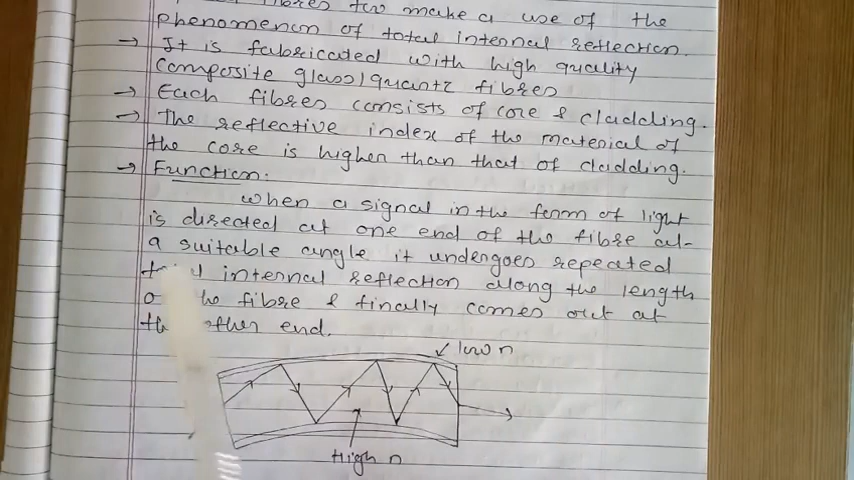 fibres too make a use of the
phenomenon of total internal reflection.
→ It is fabricated with high quality
composite glass/quartz fibres
→ Each fibres consists of core & cladding.
→ The reflective index of the material of
the core is higher than that of cladding.
→ Function:
When a signal in the form of light
is directed at one end of the fibre at
a suitable angle it undergoes repeated
internal reflection along the length
the fibre & finally comes out at
other end.
low n
High n